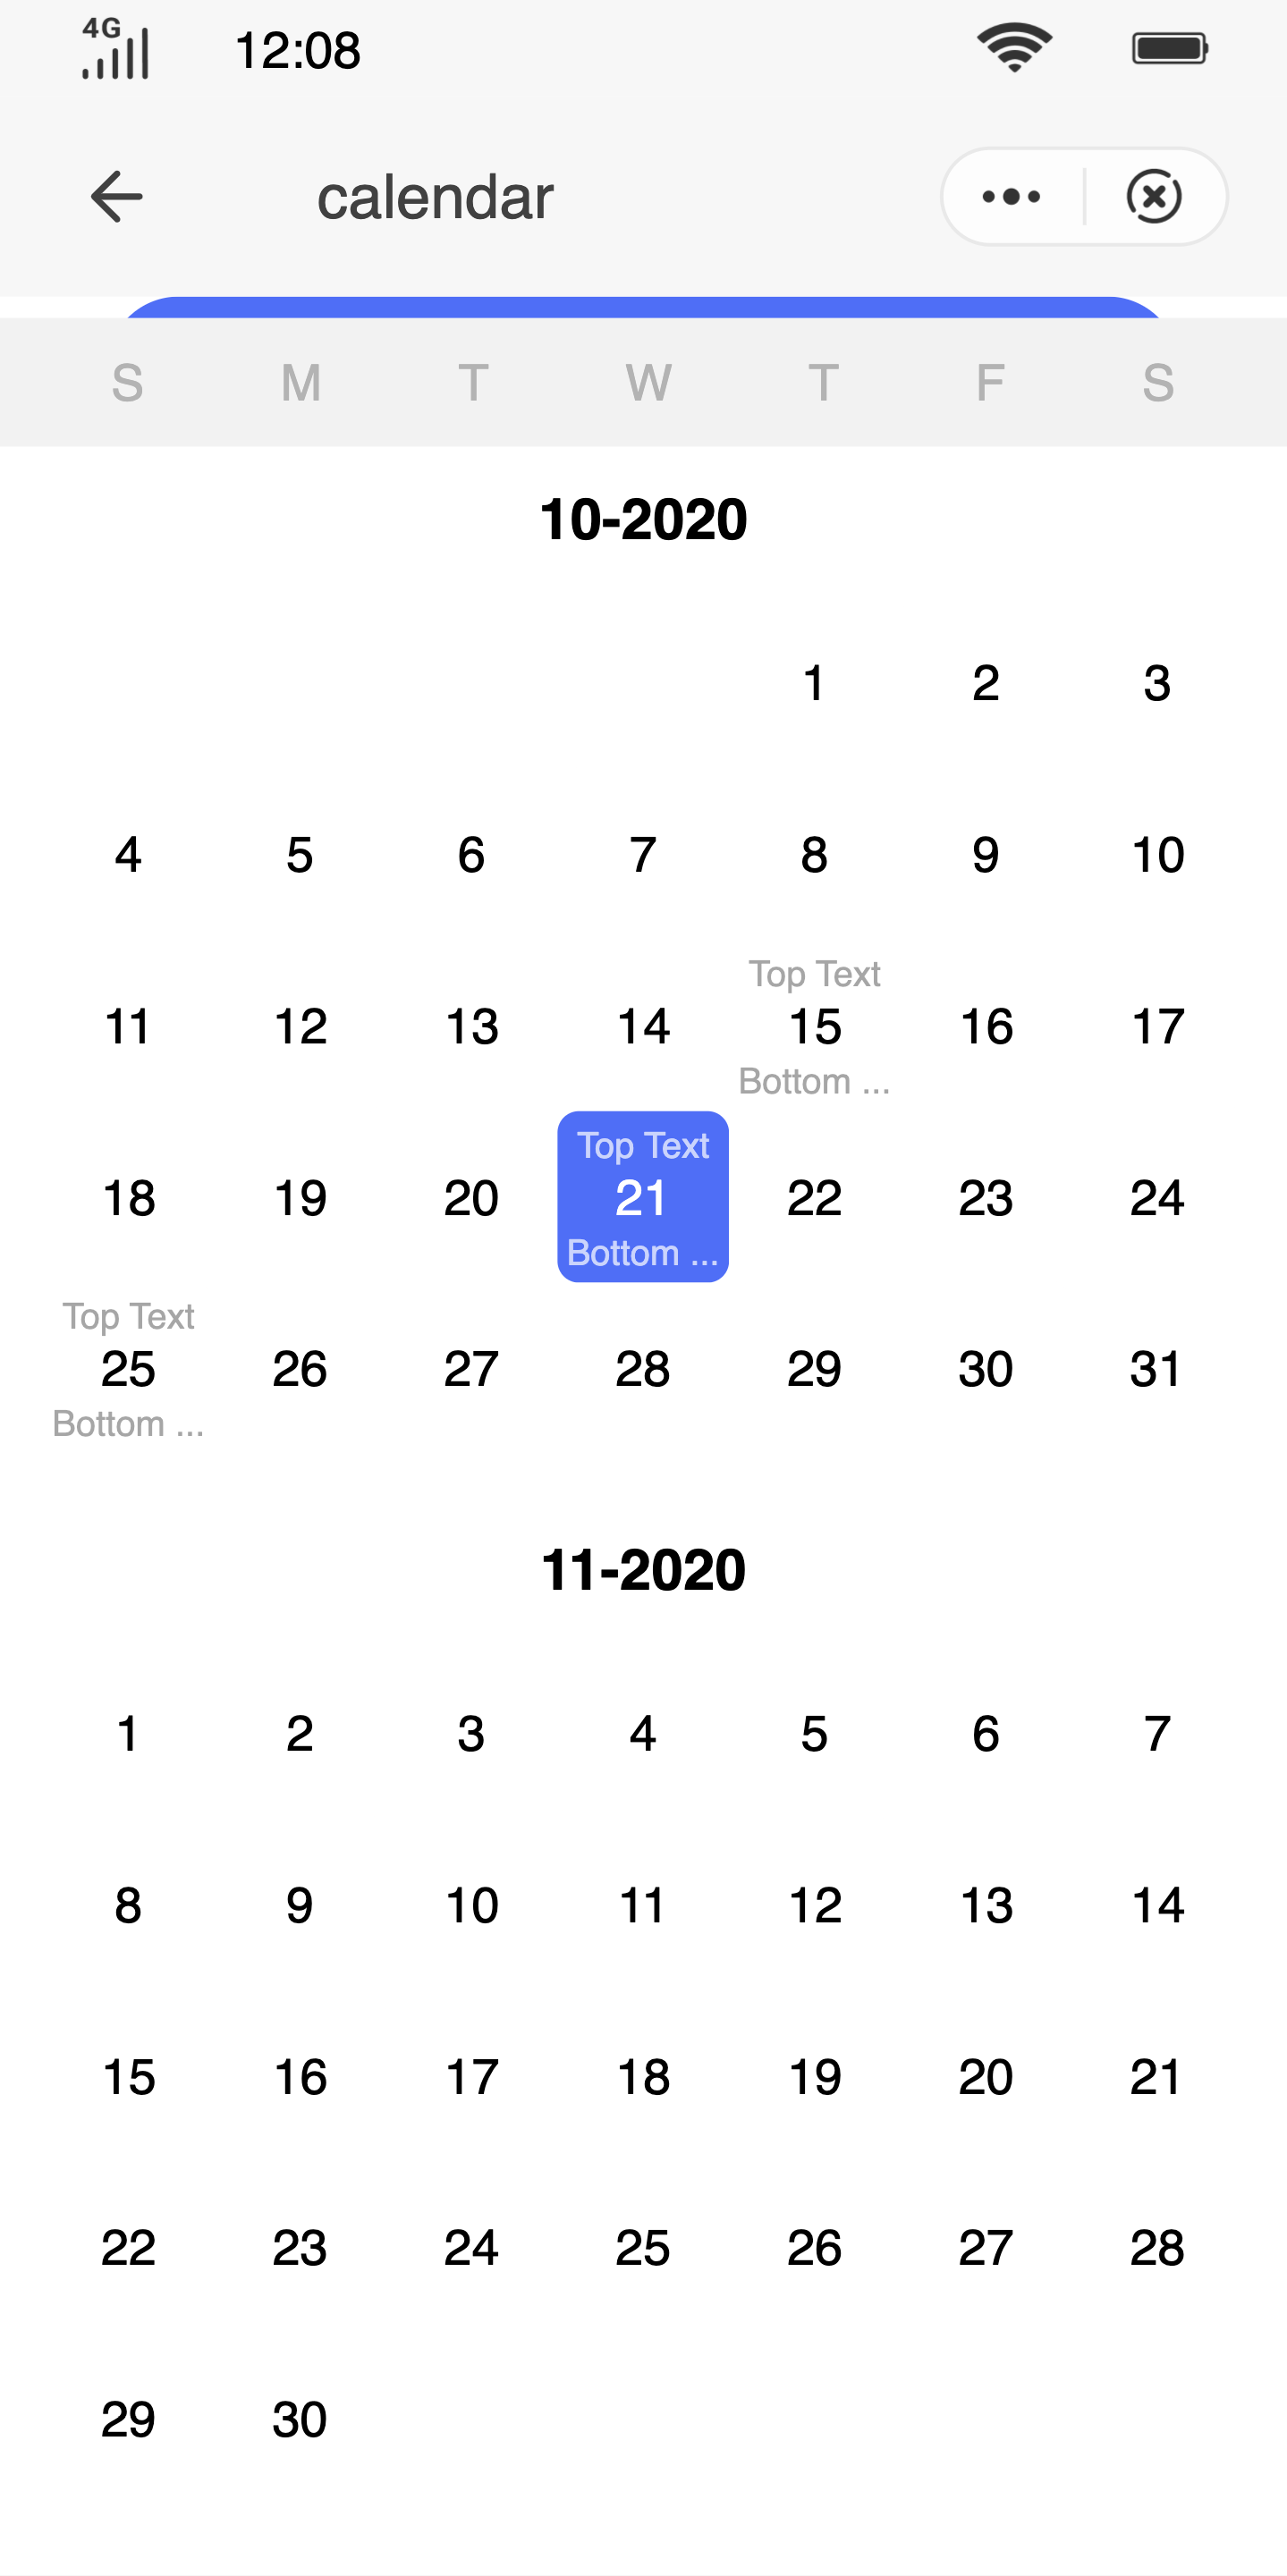 4G
12:08
calendar
S M T W T F S
10-2020
1 2 3
4 5 6 7 8 9 10
Top Text
11 12 13 14 15 16 17
Bottom ...
Top Text
18 19 20 21 22 23 24
Bottom ...
Top Text
25 26 27 28 29 30 31
Bottom ...
11-2020
1 2 3 4 5 6 7
8 9 10 11 12 13 14
15 16 17 18 19 20 21
22 23 24 25 26 27 28
29 30